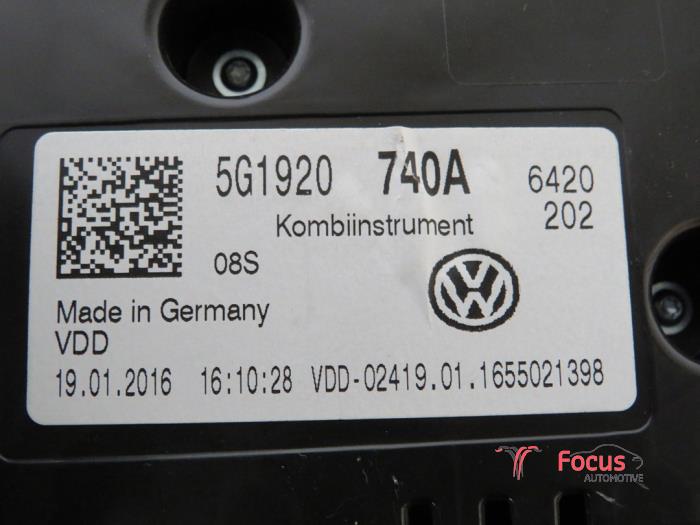 5G1920 740A 6420
Kombiinstrument 202
08S
Made in Germany
VDD
19.01.2016 16:10:28 VDD-02419.01.1655021398
Focus
AUTOMOTIVE